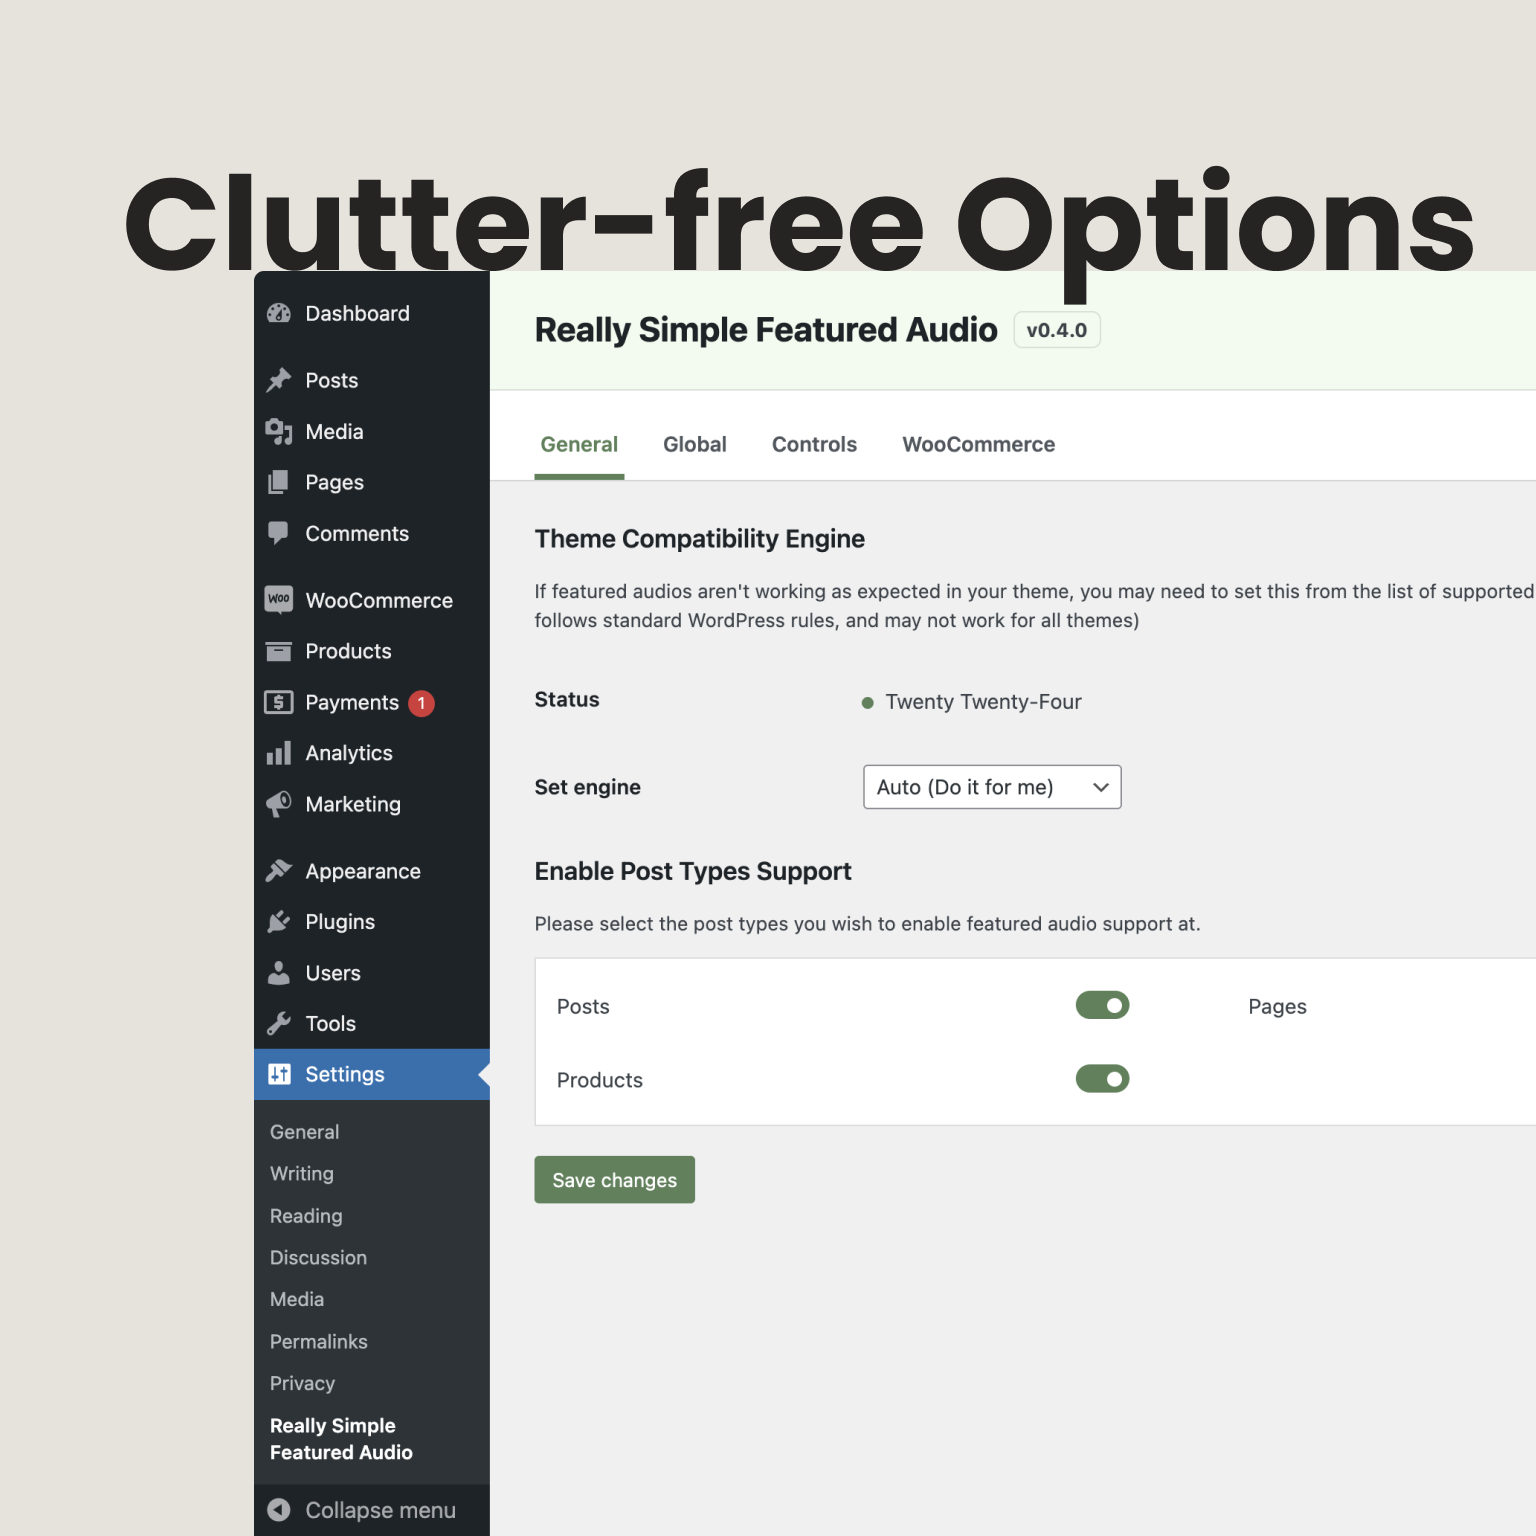 Clutter-free Options
Dashboard
Posts
Media
Pages
Comments
WOO WooCommerce
Products
Payments 1
Analytics
Marketing
Appearance
Plugins
Users
Tools
Settings
General
Writing
Reading
Discussion
Media
Permalinks
Privacy
Really Simple
Featured Audio
Collapse menu
Really Simple Featured Audio v0.4.0
General Global Controls WooCommerce
Theme Compatibility Engine
If featured audios aren't working as expected in your theme, you may need to set this from the list of supported
follows standard WordPress rules, and may not work for all themes)
Status Twenty Twenty-Four
Set engine Auto (Do it for me)
Enable Post Types Support
Please select the post types you wish to enable featured audio support at.
Posts Pages
Products
Save changes